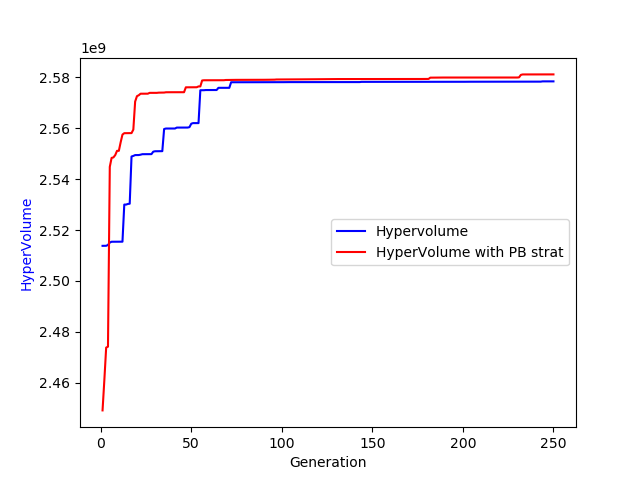 1e9
2.58
2.56
2.54
2.52
2.50
2.48
2.46
HyperVolume
Hypervolume
HyperVolume with PB strat
0
50
100
150
200
250
Generation